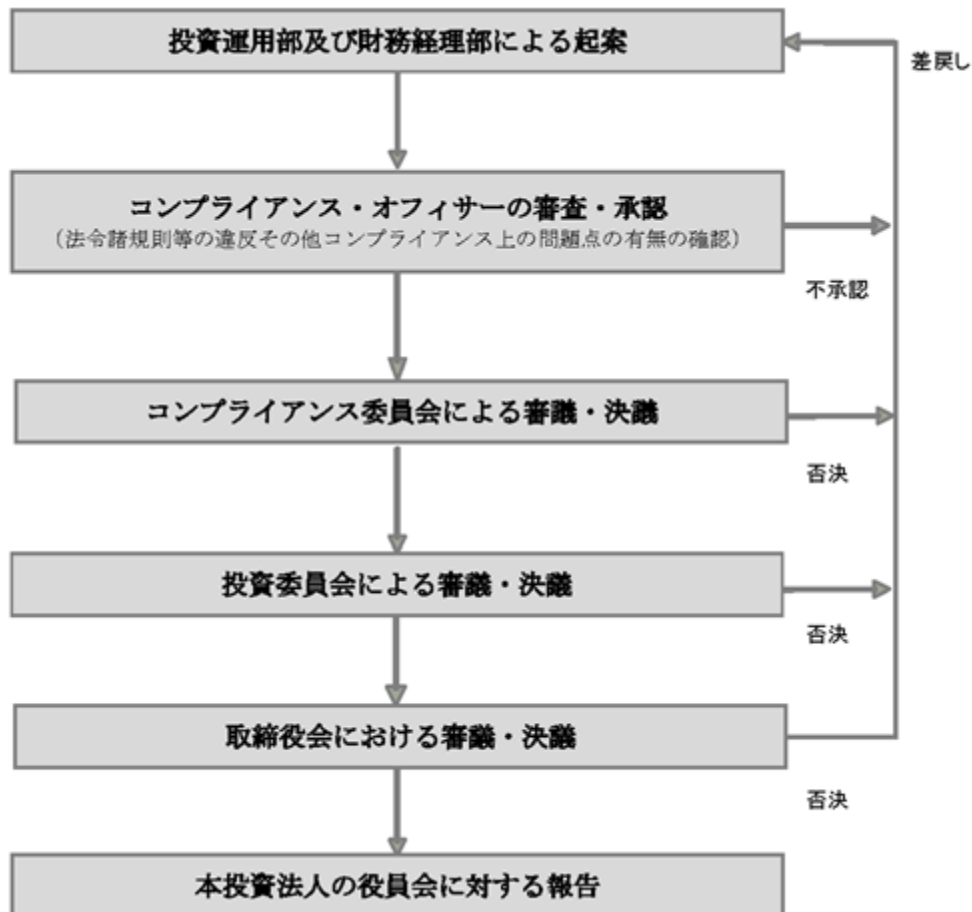 投資運用部及び財務経理部による起案
差戻し
コンプライアンス・オフィサーの審査・承認
(法令諸規則等の違反その他コンプライアンス上の問題点の有無の確認)
不承認
コンプライアンス委員会による審議・決議
否決
投資委員会による審議・決議
否決
取締役会における審議・決議
否決
本投資法人の役員会に対する報告